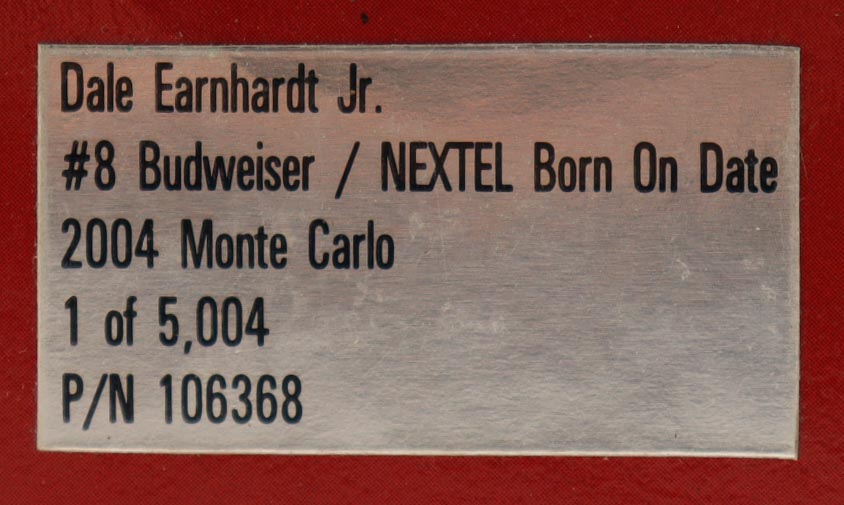 Dale Earnhardt Jr.
#8 Budweiser / NEXTEL Born On Date
2004 Monte Carlo
1 of 5,004
P/N 106368